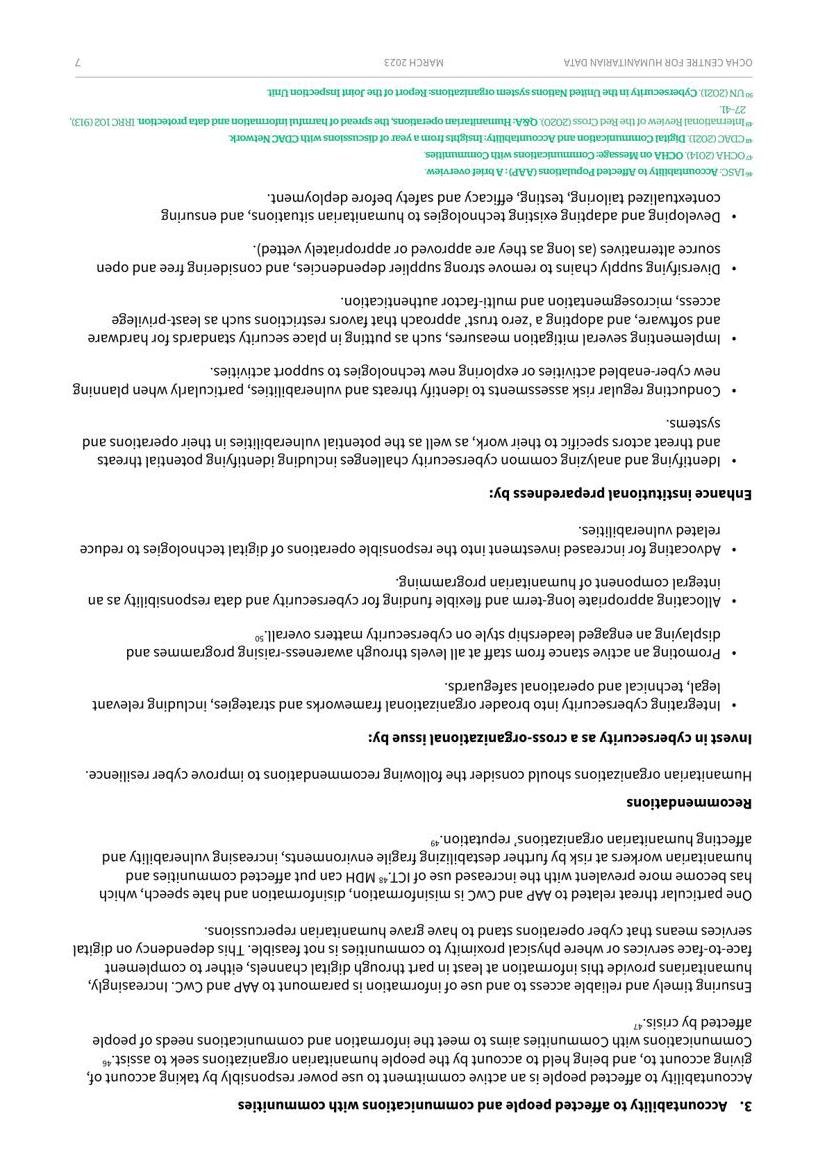 3. Accountability to affected people and communications with communities
Accountability to affected people is an active commitment to use power responsibly by taking account of,
giving account to, and being held to account by the people humanitarian organizations seek to assist.46
Communications with Communities aims to meet the information and communications needs of people
affected by crisis.47
Ensuring timely and reliable access to and use of information is paramount to AAP and CwC. Increasingly,
humanitarians provide this information at least in part through digital channels, either to complement
face-to-face services or where physical proximity to communities is not feasible. This dependency on digital
services means that cyber operations stand to have grave humanitarian repercussions.
One particular threat related to AAP and CwC is misinformation, disinformation and hate speech, which
has become more prevalent with the increased use of ICT.48 MDH can put affected communities and
humanitarian workers at risk by further destabilizing fragile environments, increasing vulnerability and
affecting humanitarian organizations’ reputation.49
Recommendations
Humanitarian organizations should consider the following recommendations to improve cyber resilience.
Invest in cybersecurity as a cross-organizational issue by:
• Integrating cybersecurity into broader organizational frameworks and strategies, including relevant
legal, technical and operational safeguards.
• Promoting an active stance from staff at all levels through awareness-raising programmes and
displaying an engaged leadership style on cybersecurity matters overall.50
• Allocating appropriate long-term and flexible funding for cybersecurity and data responsibility as an
integral component of humanitarian programming.
• Advocating for increased investment into the responsible operations of digital technologies to reduce
related vulnerabilities.
Enhance institutional preparedness by:
• Identifying and analyzing common cybersecurity challenges including identifying potential threats
and threat actors specific to their work, as well as the potential vulnerabilities in their operations and
systems.
• Conducting regular risk assessments to identify threats and vulnerabilities, particularly when planning
new cyber-enabled activities or exploring new technologies to support activities.
• Implementing several mitigation measures, such as putting in place security standards for hardware
and software, and adopting a ‘zero trust’ approach that favors restrictions such as least-privilege
access, microsegmentation and multi-factor authentication.
• Diversifying supply chains to remove strong supplier dependencies, and considering free and open
source alternatives (as long as they are approved or appropriately vetted).
• Developing and adapting existing technologies to humanitarian situations, and ensuring
contextualized tailoring, testing, efficacy and safety before deployment.
46 IASC: Accountability to Affected Populations (AAP): A brief overview.
47 OCHA (2014). OCHA on Message: Communications with Communities.
48 CDAC (2021). Digital Communication and Accountability: Insights from a year of discussions with CDAC Network.
49 International Review of the Red Cross (2020). Q&A: Humanitarian operations, the spread of harmful information and data protection. IRRC 102 (913),
27–41.
50 UN (2021). Cybersecurity in the United Nations system organizations: Report of the Joint Inspection Unit.
OCHA CENTRE FOR HUMANITARIAN DATA MARCH 2023 7